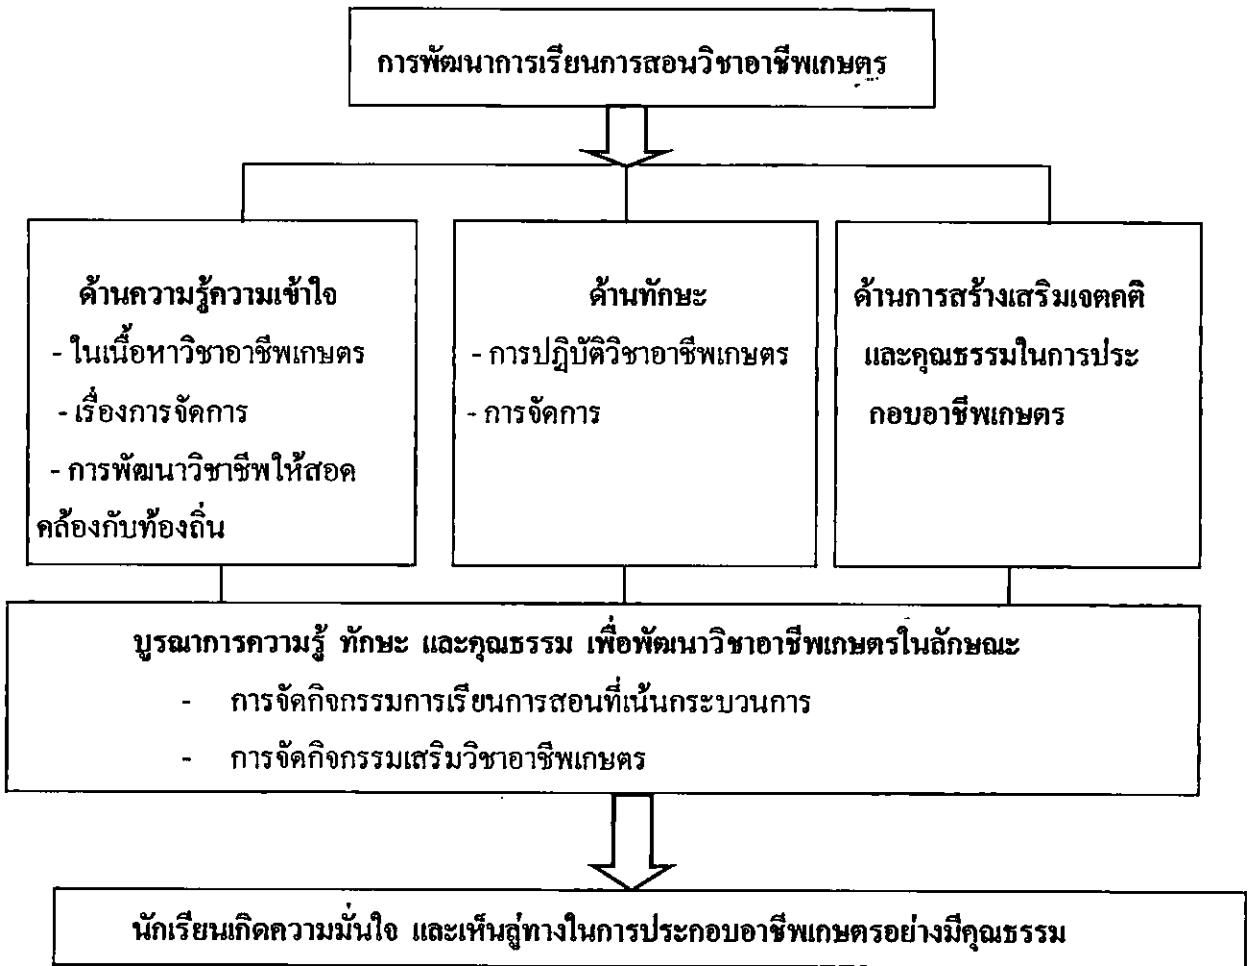 การพัฒนาการเรียนการสอนวิชาอาชีพเกษตร
ด้านความรู้ความเข้าใจ
- ในเนื้อหาวิชาอาชีพเกษตร
- เรื่องการจัดการ
- การพัฒนาวิชาชีพให้สอด
คล้องกับท้องถิ่น
ด้านทักษะ
- การปฏิบัติวิชาอาชีพเกษตร
- การจัดการ
ด้านการสร้างเสริมเจตคติ
และคุณธรรมในการประ
กอบอาชีพเกษตร
บูรณาการความรู้ ทักษะ และคุณธรรม เพื่อพัฒนาวิชาอาชีพเกษตรในลักษณะ
- การจัดกิจกรรมการเรียนการสอนที่เน้นกระบวนการ
- การจัดกิจกรรมเสริมวิชาอาชีพเกษตร
นักเรียนเกิดความมั่นใจ และเห็นลู่ทางในการประกอบอาชีพเกษตรอย่างมีคุณธรรม